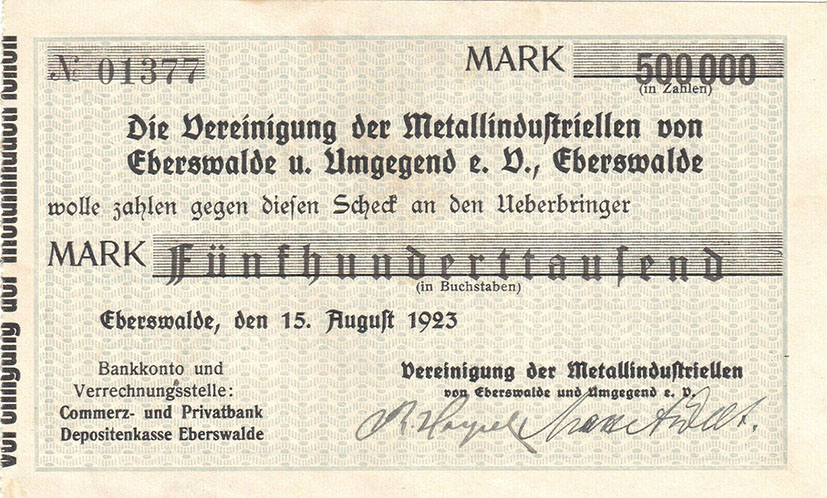 № 01377
MARK 500000
(in Zahlen)
Die Vereinigung der Metallindustriellen von
Eberswalde u. Umgegend e. V., Eberswalde
wolle zahlen gegen diesen Scheck an den Ueberbringer
MARK Fünfhunderttausend
(in Buchstaben)
Eberswalde, den 15. August 1923
Bankkonto und
Verrechnungsstelle:
Commerz- und Privatbank
Depositenkasse Eberswalde
Vereinigung der Metallindustriellen
von Eberswalde und Umgegend e. V.